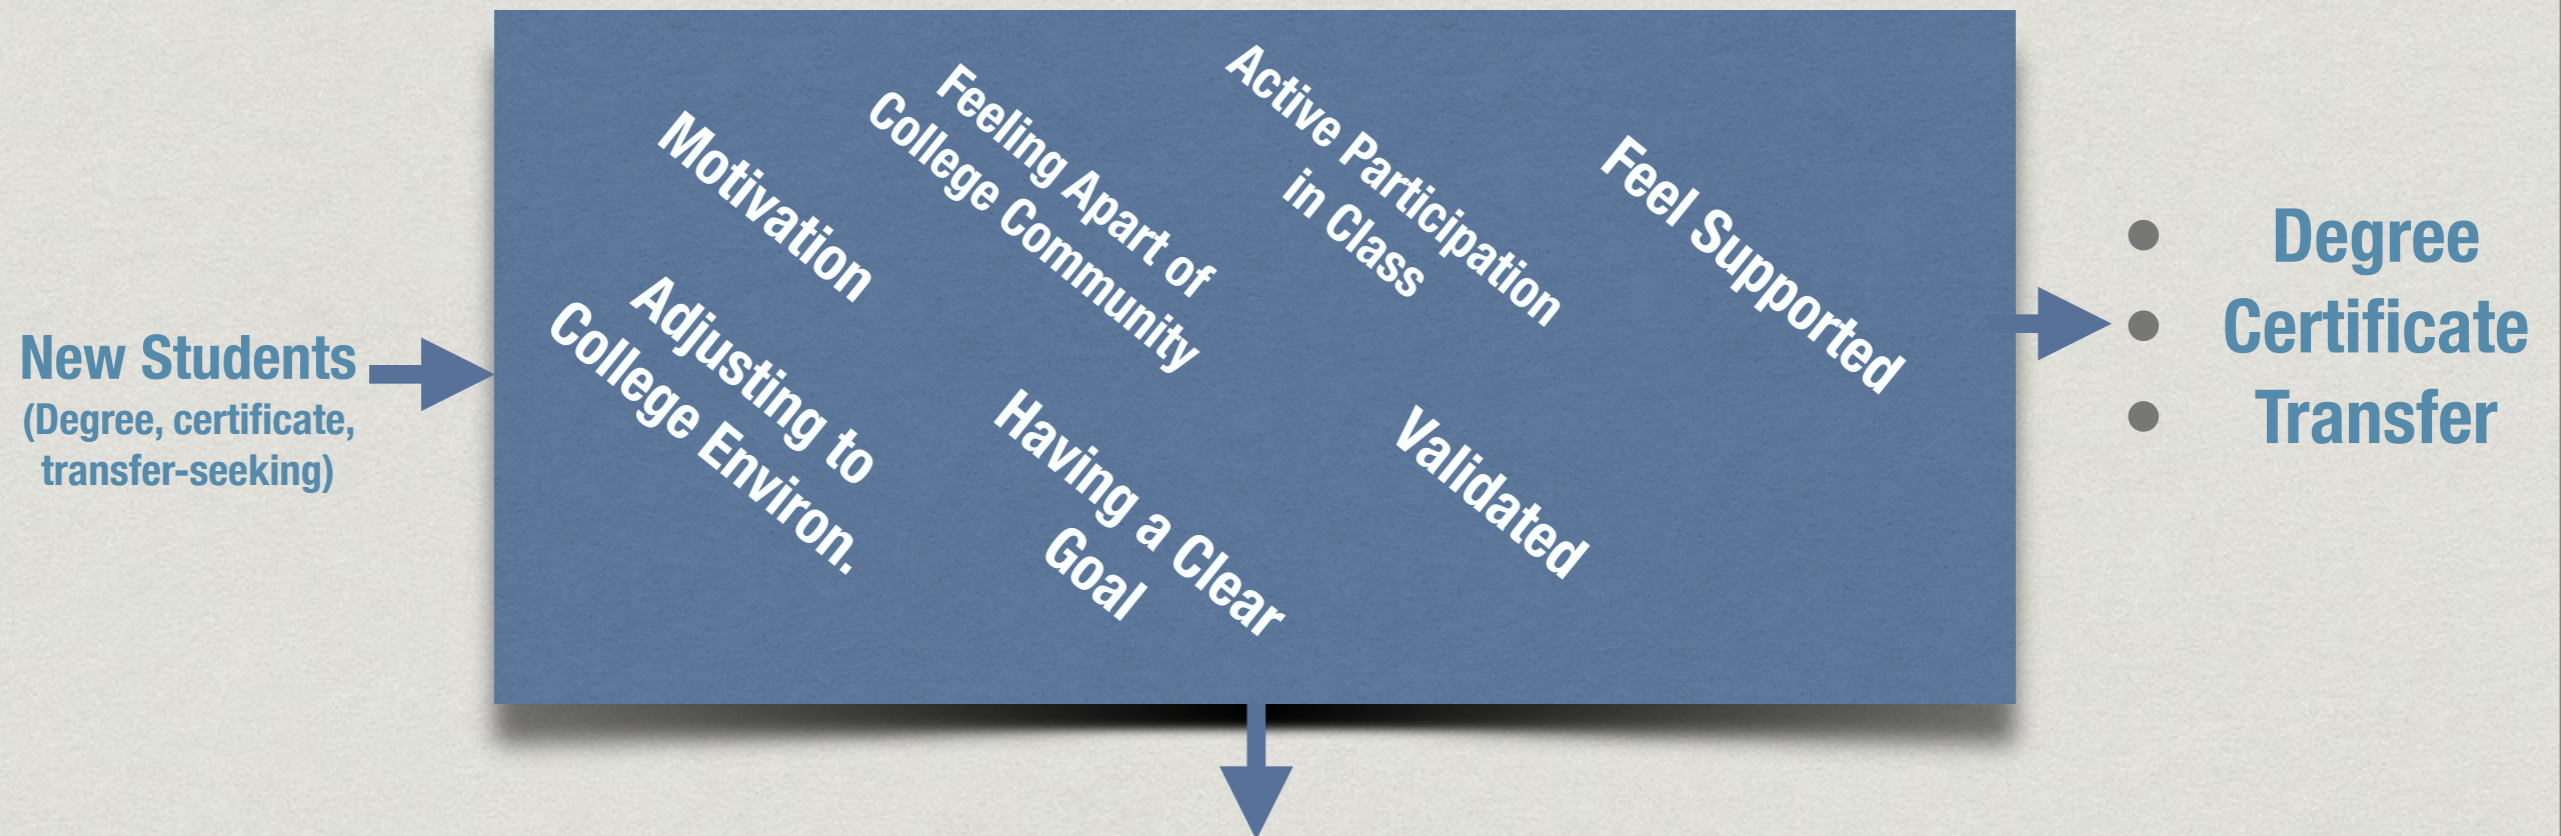 New Students
(Degree, certificate,
transfer-seeking)
Motivation
Feeling Apart of
College Community
Active Participation
in Class
Feel Supported
Adjusting to
College Environ.
Having a Clear
Goal
Validated
• Degree
• Certificate
• Transfer